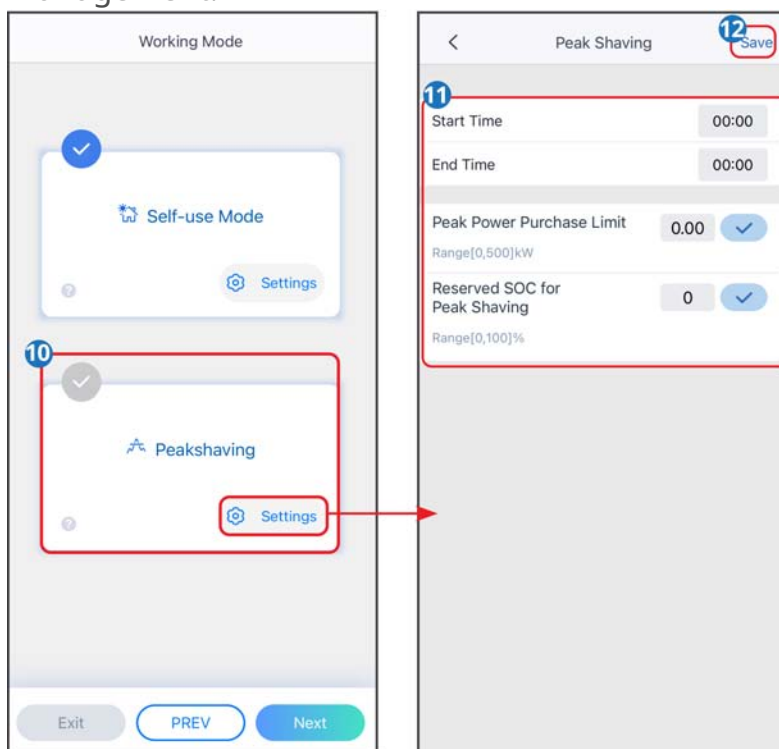 Working Mode
Self-use Mode
Settings
10
Peakshaving
Settings
Exit
PREV
Next
Peak Shaving
12
Save
11
Start Time
00:00
End Time
00:00
Peak Power Purchase Limit
0.00
Range[0,500]kW
Reserved SOC for
Peak Shaving
0
Range[0,100]%